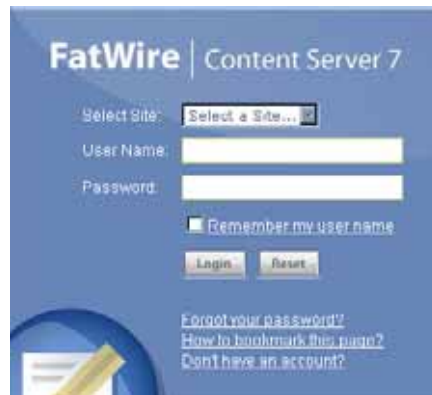 FatWire | Content Server 7
Select Site: Select a Site...
User Name:
Password:
Remember my user name
Login Reset
Forgot your password?
How to bookmark this page?
Don't have an account?